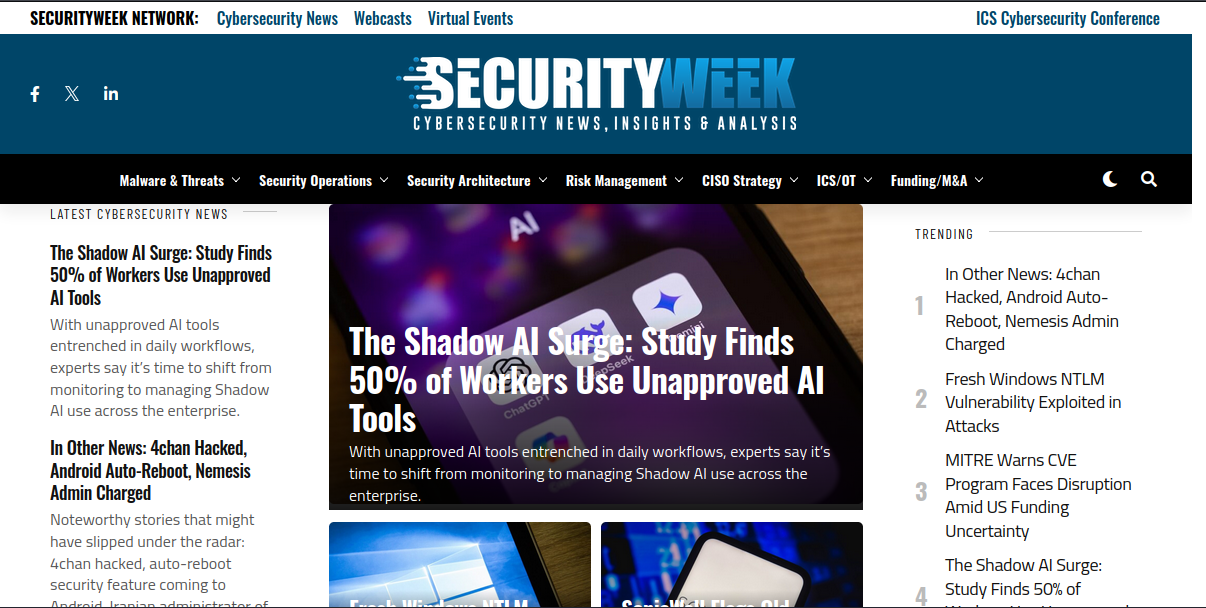 SECURITYWEEK NETWORK:
Cybersecurity News
Webcasts
Virtual Events
ICS Cybersecurity Conference
SECURITYWEEK
CYBERSECURITY NEWS, INSIGHTS & ANALYSIS
Malware & Threats
Security Operations
Security Architecture
Risk Management
CISO Strategy
ICS/OT
Funding/M&A
LATEST CYBERSECURITY NEWS
The Shadow AI Surge: Study Finds
50% of Workers Use Unapproved
AI Tools
With unapproved AI tools
entrenched in daily workflows,
experts say it’s time to shift from
monitoring to managing Shadow
AI use across the enterprise.
In Other News: 4chan Hacked,
Android Auto-Reboot, Nemesis
Admin Charged
Noteworthy stories that might
have slipped under the radar:
4chan hacked, auto-reboot
security feature coming to
Android, Iranian administrator of
AI
Gemini
DeepSeek
ChatGPT
The Shadow AI Surge: Study Finds
50% of Workers Use Unapproved AI
Tools
With unapproved AI tools entrenched in daily workflows, experts say it’s
time to shift from monitoring to managing Shadow AI use across the
enterprise.
Fresh Windows NTLM
SonicWall Flags Old
TRENDING
1
In Other News: 4chan
Hacked, Android Auto-
Reboot, Nemesis Admin
Charged
2
Fresh Windows NTLM
Vulnerability Exploited in
Attacks
3
MITRE Warns CVE
Program Faces Disruption
Amid US Funding
Uncertainty
4
The Shadow AI Surge:
Study Finds 50% of